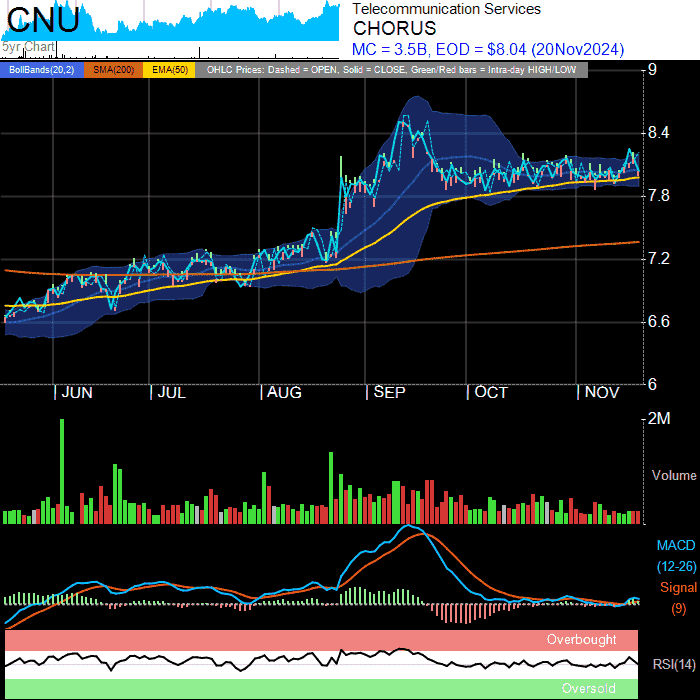 CNU
5yr Chart
Telecommunication Services
CHORUS
MC = 3.5B, EOD = $8.04 (20Nov2024)
BollBands(20,2) SMA(200) EMA(50) OHLC Prices: Dashed = OPEN, Solid = CLOSE, Green/Red bars = Intra-day HIGH/LOW
9
8.4
7.8
7.2
6.6
6
| JUN | JUL | AUG | SEP | OCT | NOV
2M
Volume
MACD
(12-26)
Signal
(9)
Overbought
RSI(14)
Oversold